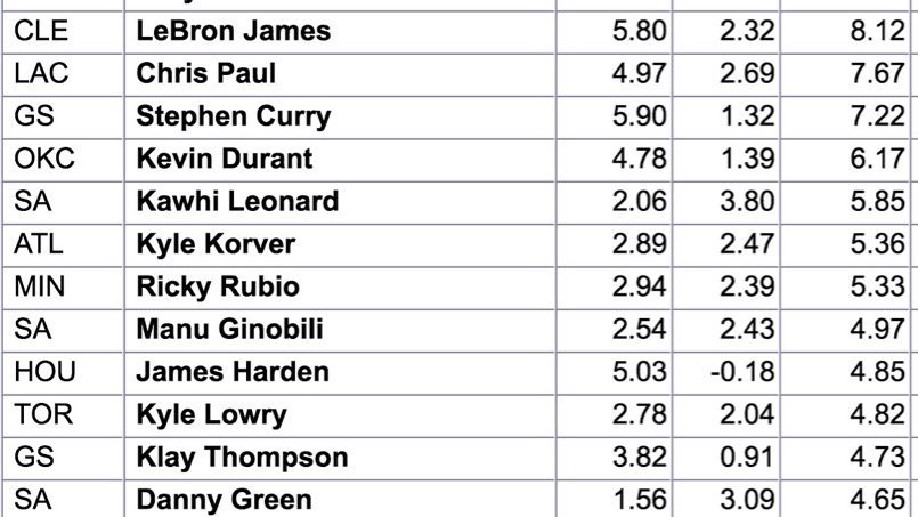 CLE LeBron James 5.80 2.32 8.12
LAC Chris Paul 4.97 2.69 7.67
GS Stephen Curry 5.90 1.32 7.22
OKC Kevin Durant 4.78 1.39 6.17
SA Kawhi Leonard 2.06 3.80 5.85
ATL Kyle Korver 2.89 2.47 5.36
MIN Ricky Rubio 2.94 2.39 5.33
SA Manu Ginobili 2.54 2.43 4.97
HOU James Harden 5.03 -0.18 4.85
TOR Kyle Lowry 2.78 2.04 4.82
GS Klay Thompson 3.82 0.91 4.73
SA Danny Green 1.56 3.09 4.65